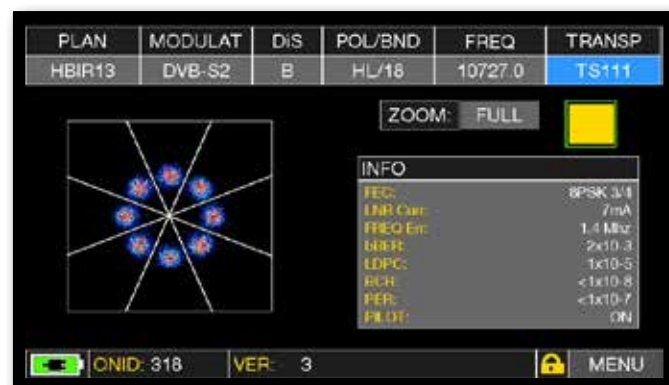 PLAN MODULAT DiS POL/BND FREQ TRANSP
HBIR13 DVB-S2 B HL/18 10727.0 TS111
ZOOM: FULL
INFO
FEC: 8PSK 3/4
LNB Curr: 7mA
FREQ Err: 1.4 Mhz
bBER: 2x10-3
LDPC: 1x10-5
BCH: <1x10-8
PER: <1x10-7
PILOT: ON
ONID: 318 VER: 3 MENU